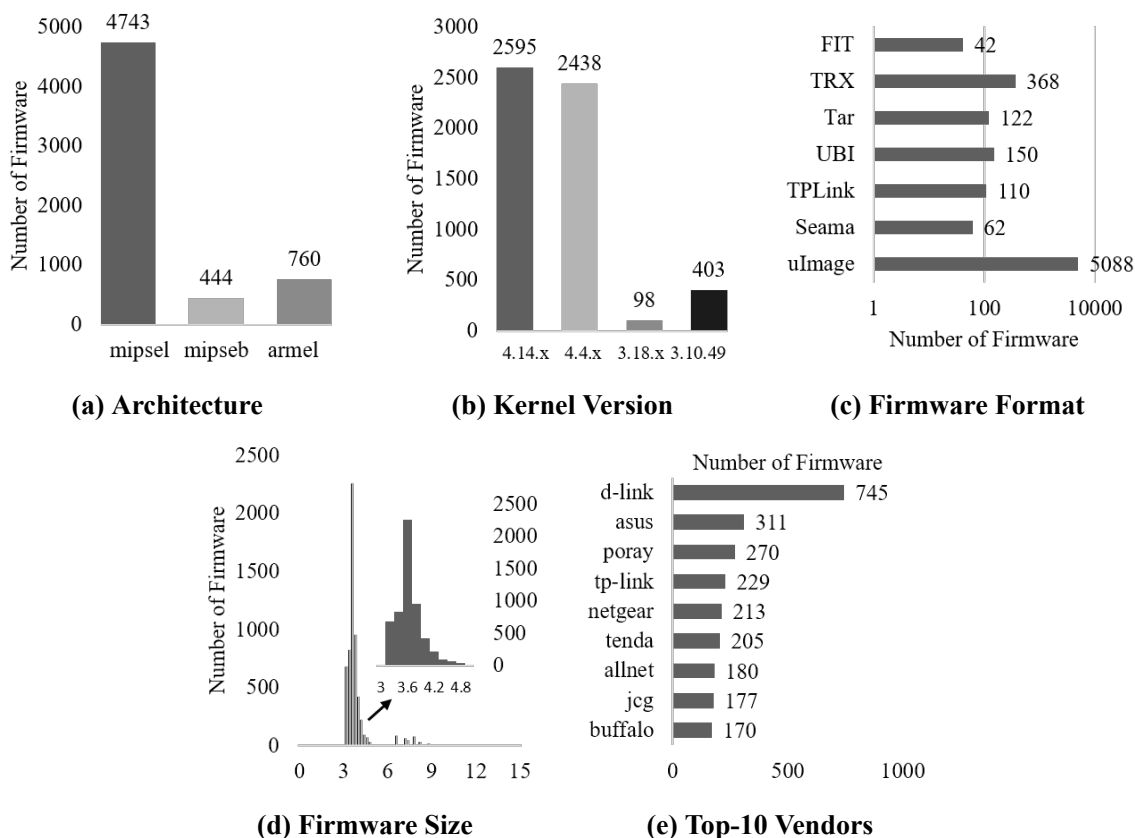 5000
4000
3000
2000
1000
0
Number of Firmware
4743
444
760
mipsel mipseb armel
(a) Architecture
3000
2500
2000
1500
1000
500
0
Number of Firmware
2595
2438
98
403
4.14.x 4.4.x 3.18.x 3.10.49
(b) Kernel Version
FIT 42
TRX 368
Tar 122
UBI 150
TPLink 110
Seama 62
uImage 5088
1 100 10000
Number of Firmware
(c) Firmware Format
2500
2000
1500
1000
500
0
Number of Firmware
2500
2000
1500
1000
500
0
3 3.6 4.2 4.8
0 3 6 9 12 15
(d) Firmware Size
Number of Firmware
d-link 745
asus 311
poray 270
tp-link 229
netgear 213
tenda 205
allnet 180
jcg 177
buffalo 170
0 500 1000
(e) Top-10 Vendors